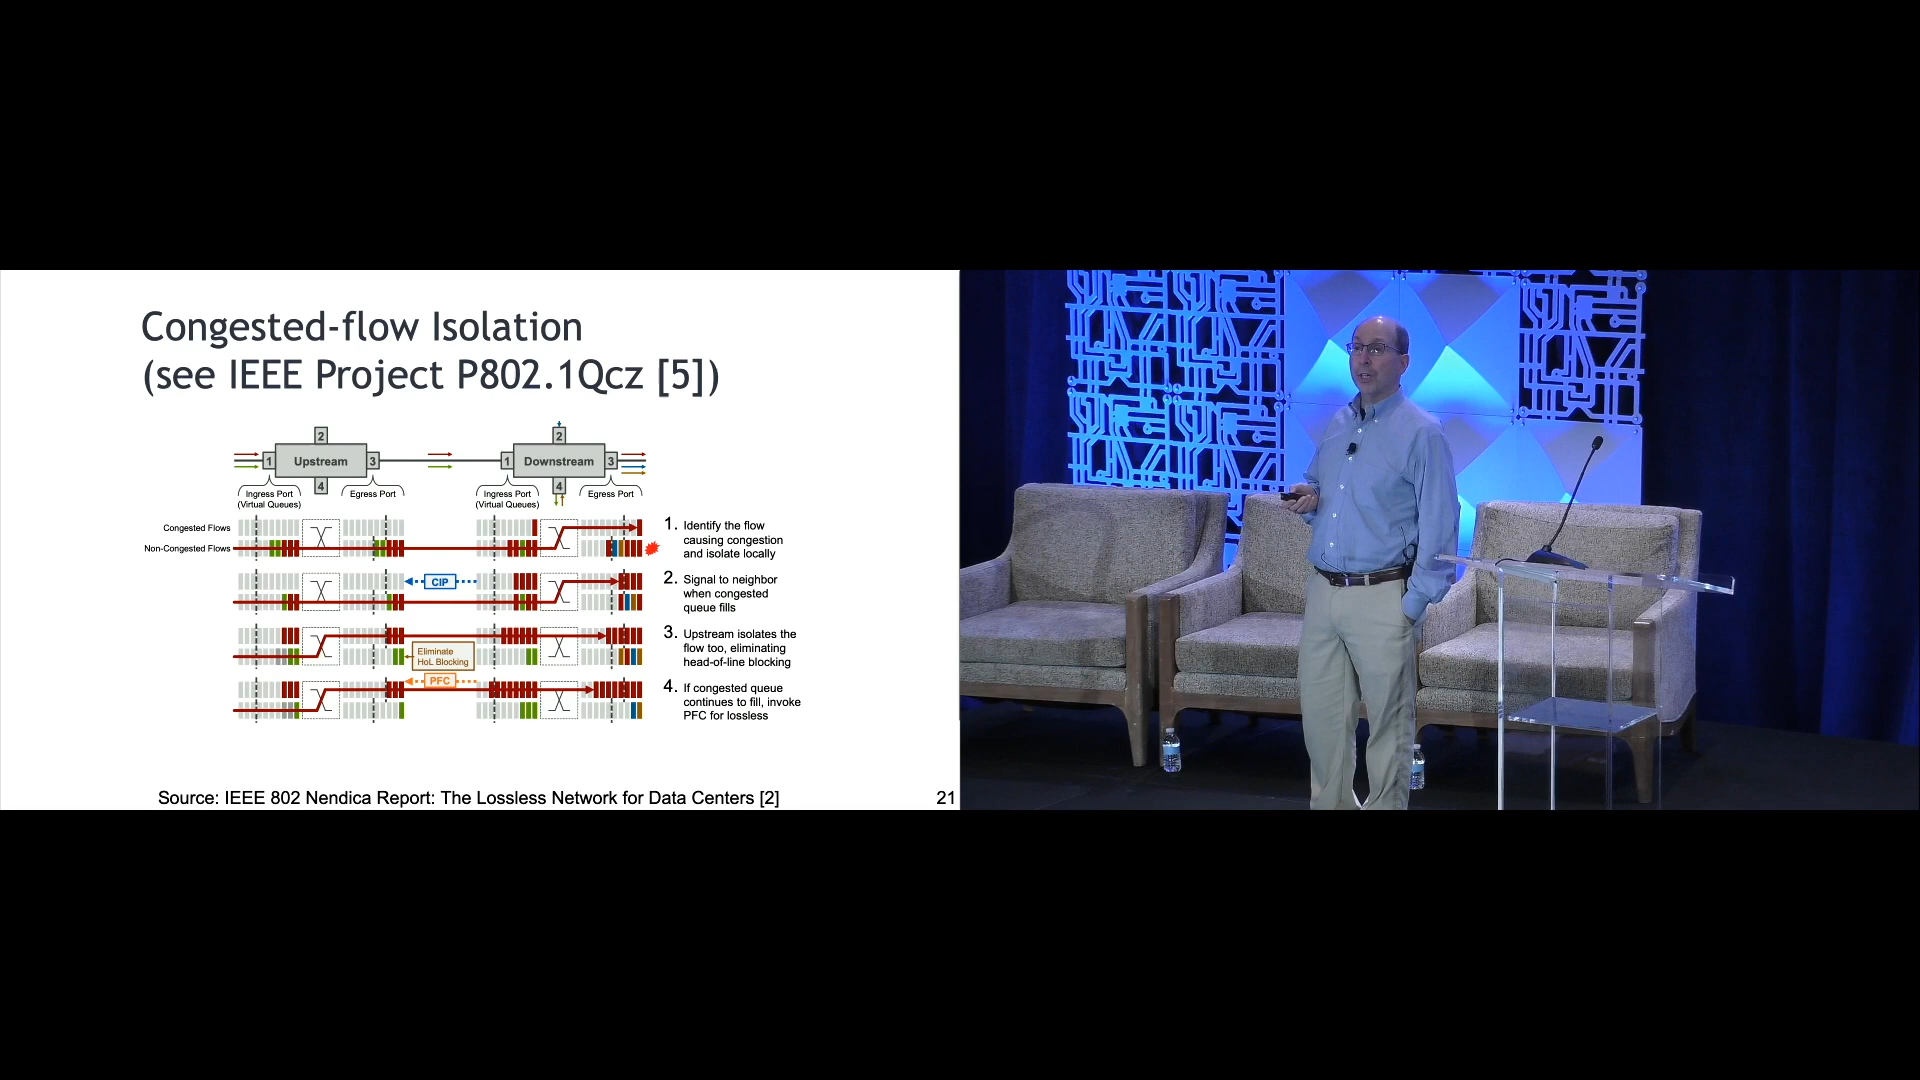 Congested-flow Isolation
(see IEEE Project P802.1Qcz [5])
2
2
1
Upstream
3
1
Downstream
3
4
4
Ingress Port
(Virtual Queues)
Egress Port
Ingress Port
(Virtual Queues)
Egress Port
Congested Flows
Non-Congested Flows
1. Identify the flow
causing congestion
and isolate locally
CIP
2. Signal to neighbor
when congested
queue fills
Eliminate
HoL Blocking
3. Upstream isolates the
flow too, eliminating
head-of-line blocking
PFC
4. If congested queue
continues to fill, invoke
PFC for lossless
Source: IEEE 802 Nendica Report: The Lossless Network for Data Centers [2]
21